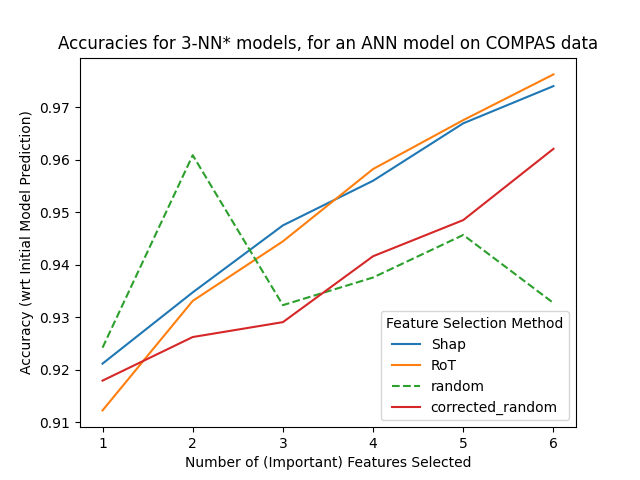 Accuracies for 3-NN* models, for an ANN model on COMPAS data
Accuracy (wrt Initial Model Prediction)
0.97
0.96
0.95
0.94
0.93
0.92
0.91
Feature Selection Method
Shap
RoT
random
corrected_random
1 2 3 4 5 6
Number of (Important) Features Selected